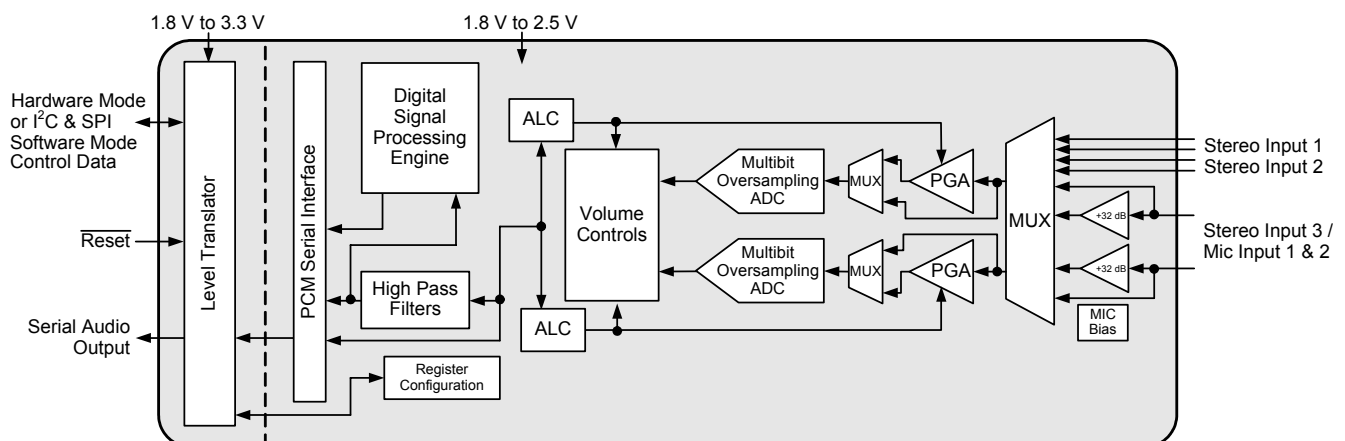 1.8 V to 3.3 V
1.8 V to 2.5 V
Hardware Mode
or I²C & SPI
Software Mode
Control Data
Reset
Serial Audio
Output
Level Translator
PCM Serial Interface
Digital
Signal
Processing
Engine
High Pass
Filters
Register
Configuration
ALC
ALC
Volume
Controls
Multibit
Oversampling
ADC
Multibit
Oversampling
ADC
MUX
MUX
PGA
PGA
MUX
+32 dB
+32 dB
MIC
Bias
Stereo Input 1
Stereo Input 2
Stereo Input 3 /
Mic Input 1 & 2